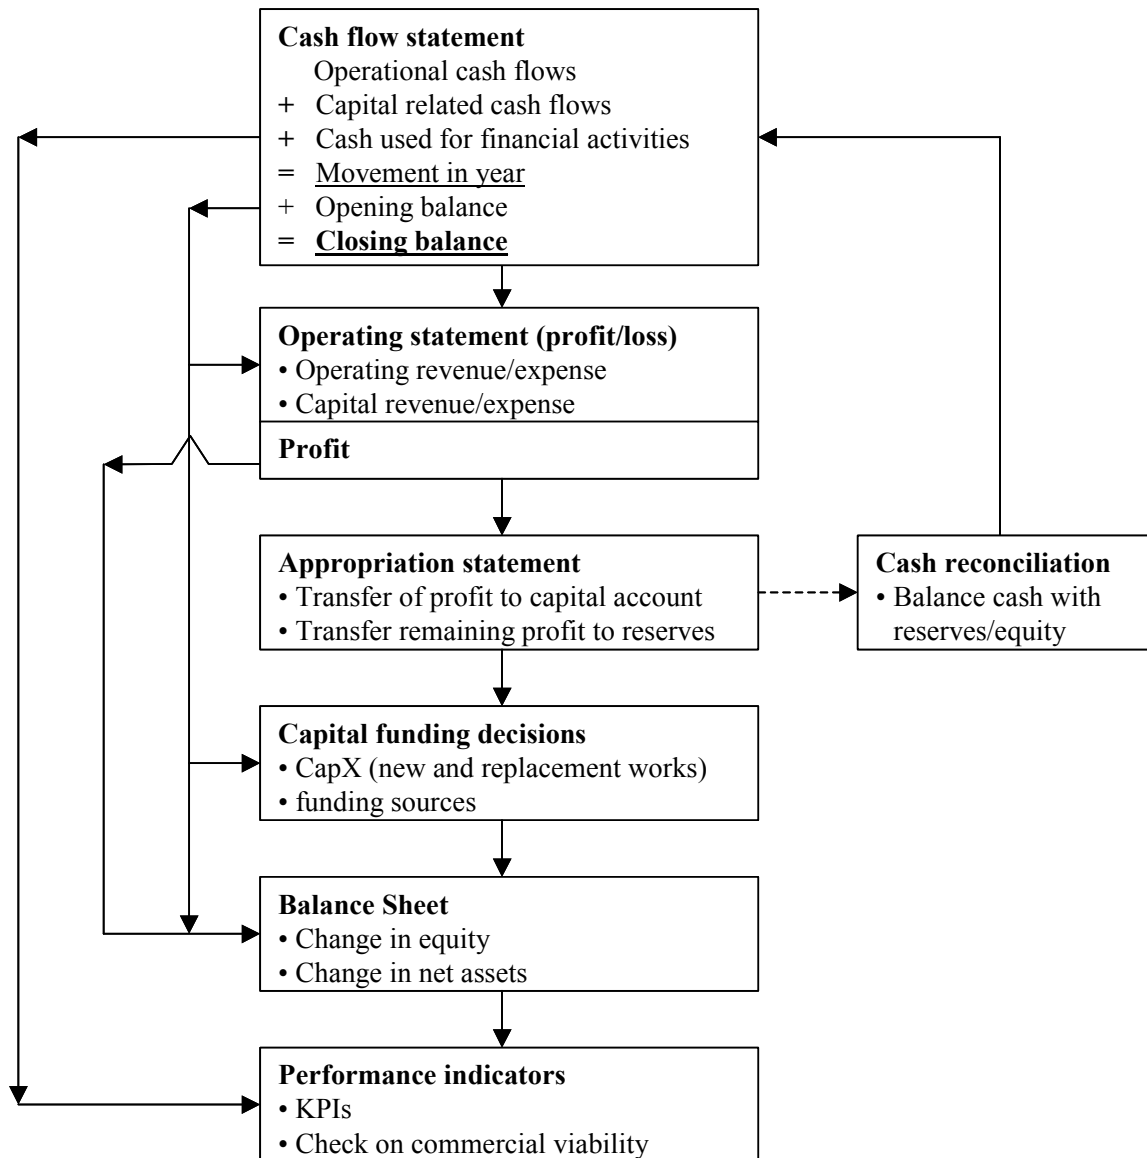 Cash flow statement
Operational cash flows
+ Capital related cash flows
+ Cash used for financial activities
= Movement in year
+ Opening balance
= Closing balance
Operating statement (profit/loss)
• Operating revenue/expense
• Capital revenue/expense
Profit
Appropriation statement
• Transfer of profit to capital account
• Transfer remaining profit to reserves
Cash reconciliation
• Balance cash with
reserves/equity
Capital funding decisions
• CapX (new and replacement works)
• funding sources
Balance Sheet
• Change in equity
• Change in net assets
Performance indicators
• KPIs
• Check on commercial viability